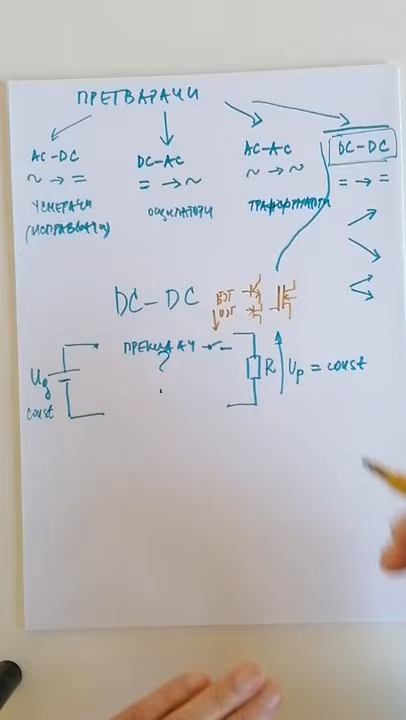 ПРЕТВАРАЧИ
AC-DC
DC-AC
AC-AC
DC-DC
~ → =
= → ~
~ → ~
= → =
УСМЕРАЧИ
(ИСПРАВЉАЧИ)
ОСЦИЛАТОРИ
DC-DC
BJT
ПРЕКИДАЧ
?
Ug
const
R
Up = const